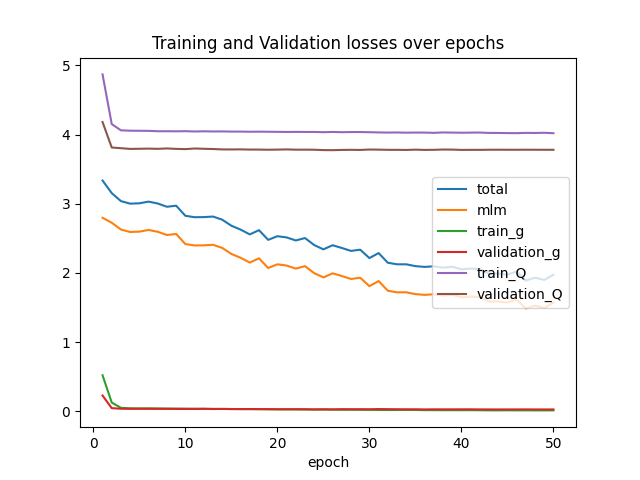 Training and Validation losses over epochs
5
4
3
2
1
0
total
mlm
train_g
validation_g
train_Q
validation_Q
0 10 20 30 40 50
epoch